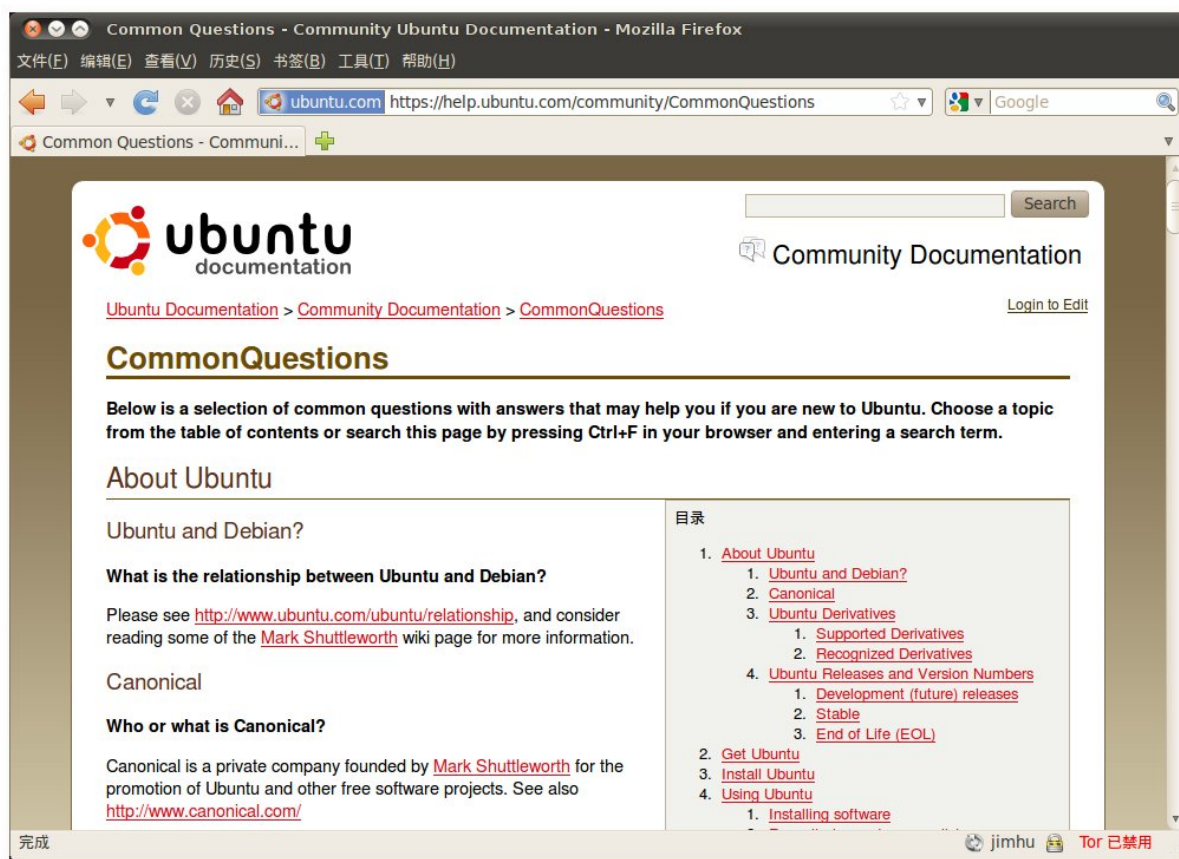 Common Questions - Community Ubuntu Documentation - Mozilla Firefox
文件(F) 编辑(E) 查看(V) 历史(S) 书签(B) 工具(T) 帮助(H)
ubuntu.com https://help.ubuntu.com/community/CommonQuestions
Google
Common Questions - Communi...
Search
ubuntu
documentation
Community Documentation
Ubuntu Documentation > Community Documentation > CommonQuestions
Login to Edit
CommonQuestions
Below is a selection of common questions with answers that may help you if you are new to Ubuntu. Choose a topic
from the table of contents or search this page by pressing Ctrl+F in your browser and entering a search term.
About Ubuntu
Ubuntu and Debian?
What is the relationship between Ubuntu and Debian?
Please see http://www.ubuntu.com/ubuntu/relationship, and consider
reading some of the Mark Shuttleworth wiki page for more information.
Canonical
Who or what is Canonical?
Canonical is a private company founded by Mark Shuttleworth for the
promotion of Ubuntu and other free software projects. See also
http://www.canonical.com/
目录
1. About Ubuntu
1. Ubuntu and Debian?
2. Canonical
3. Ubuntu Derivatives
1. Supported Derivatives
2. Recognized Derivatives
4. Ubuntu Releases and Version Numbers
1. Development (future) releases
2. Stable
3. End of Life (EOL)
2. Get Ubuntu
3. Install Ubuntu
4. Using Ubuntu
1. Installing software
完成
jimhu
Tor 已禁用